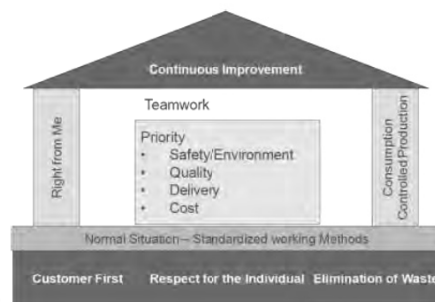 Continuous Improvement
Teamwork
Right from Me
Priority
• Safety/Environment
• Quality
• Delivery
• Cost
Consumption
Controlled Production
Normal Situation – Standardized working Methods
Customer First Respect for the Individual Elimination of Waste